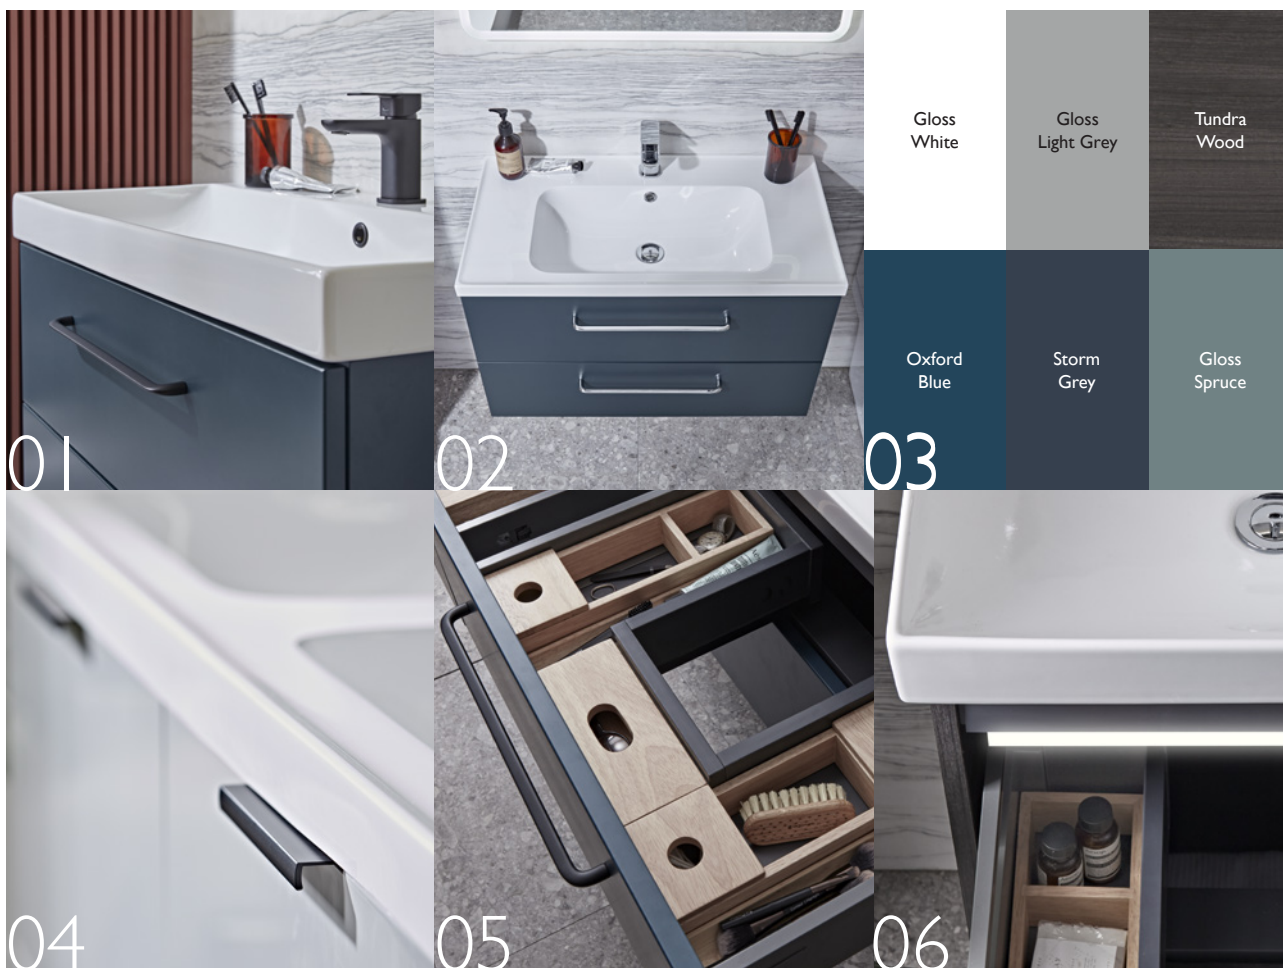 Gloss
White
Gloss
Light Grey
Tundra
Wood
Oxford
Blue
Storm
Grey
Gloss
Spruce
01
02
03
04
05
06